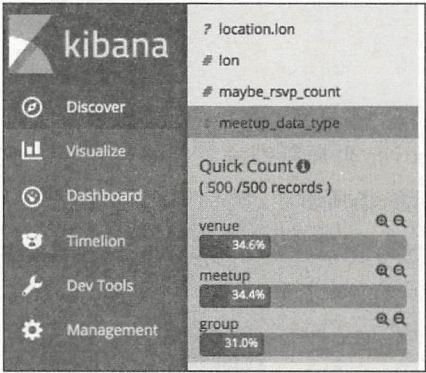 kibana
Discover
Visualize
Dashboard
Timelion
Dev Tools
Management
? location.lon
# lon
# maybe_rsvp_count
t meetup_data_type
Quick Count
( 500 /500 records )
venue
34.6%
meetup
34.4%
group
31.0%